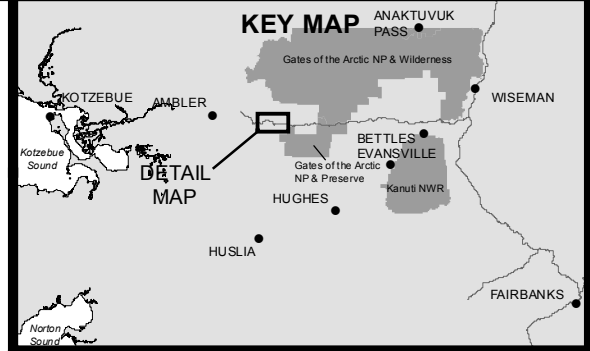 KEY MAP
ANAKTUVUK
PASS
Gates of the Arctic NP & Wilderness
KOTZEBUE
AMBLER
WISEMAN
Kotzebue
Sound
BETTLES
EVANSVILLE
DETAIL
MAP
Gates of the Arctic
NP & Preserve
Kanuti NWR
HUGHES
HUSLIA
FAIRBANKS
Norton
Sound